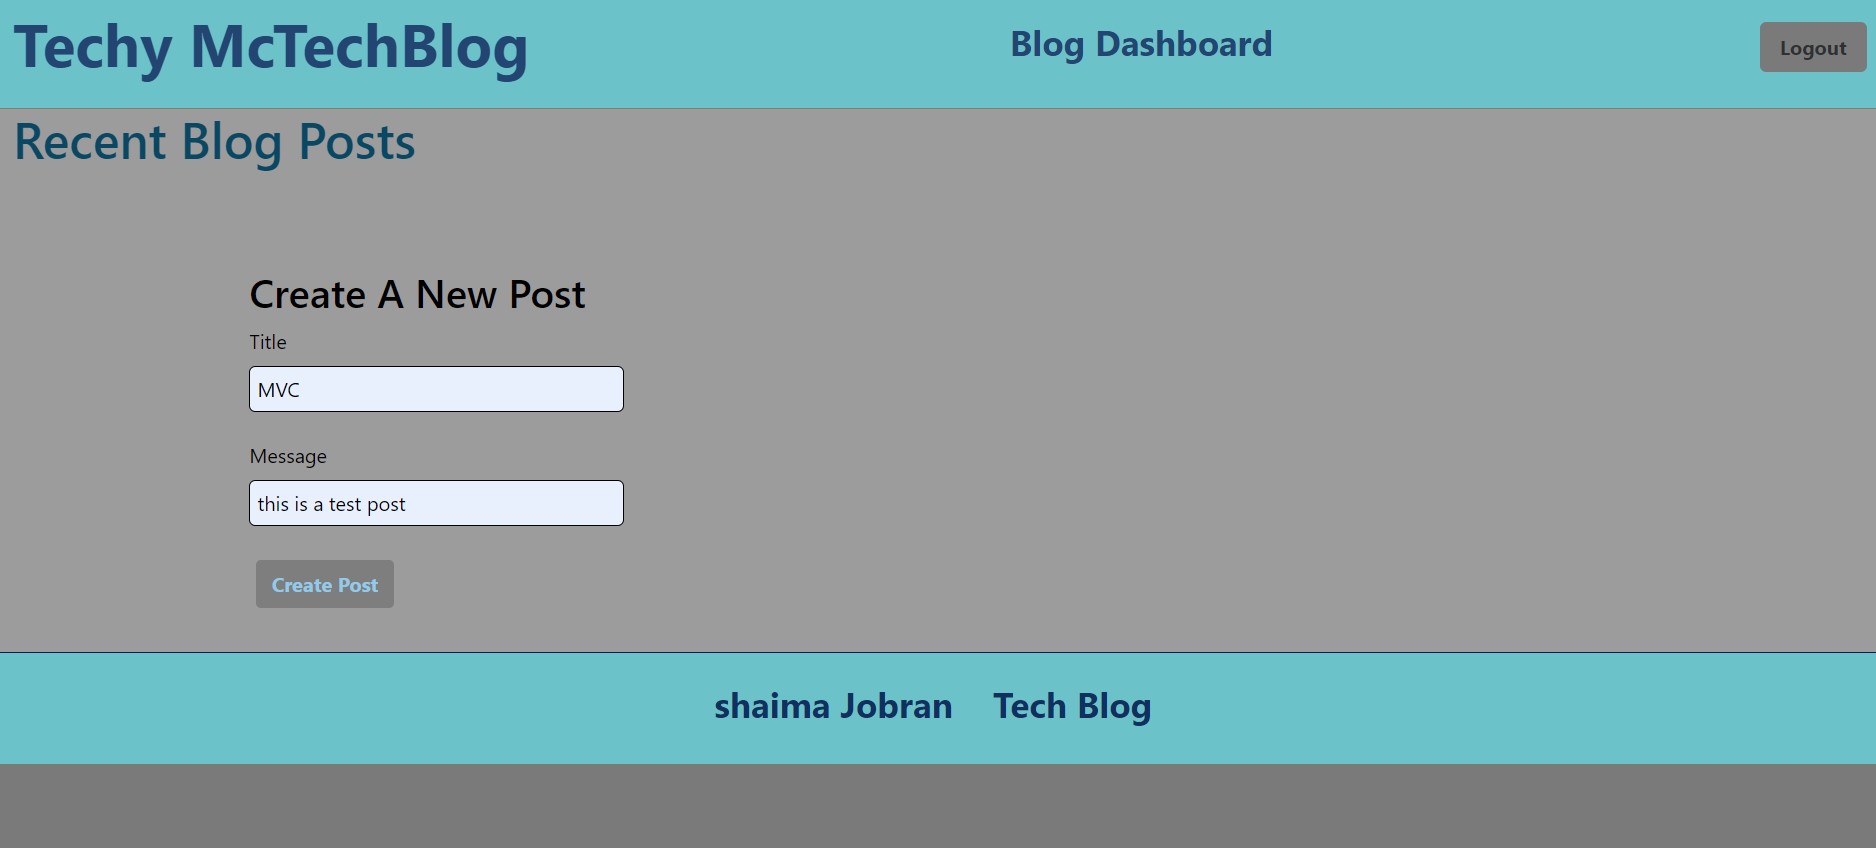 Techy McTechBlog
Blog Dashboard
Logout
Recent Blog Posts
Create A New Post
Title
MVC
Message
this is a test post
Create Post
shaima Jobran
Tech Blog